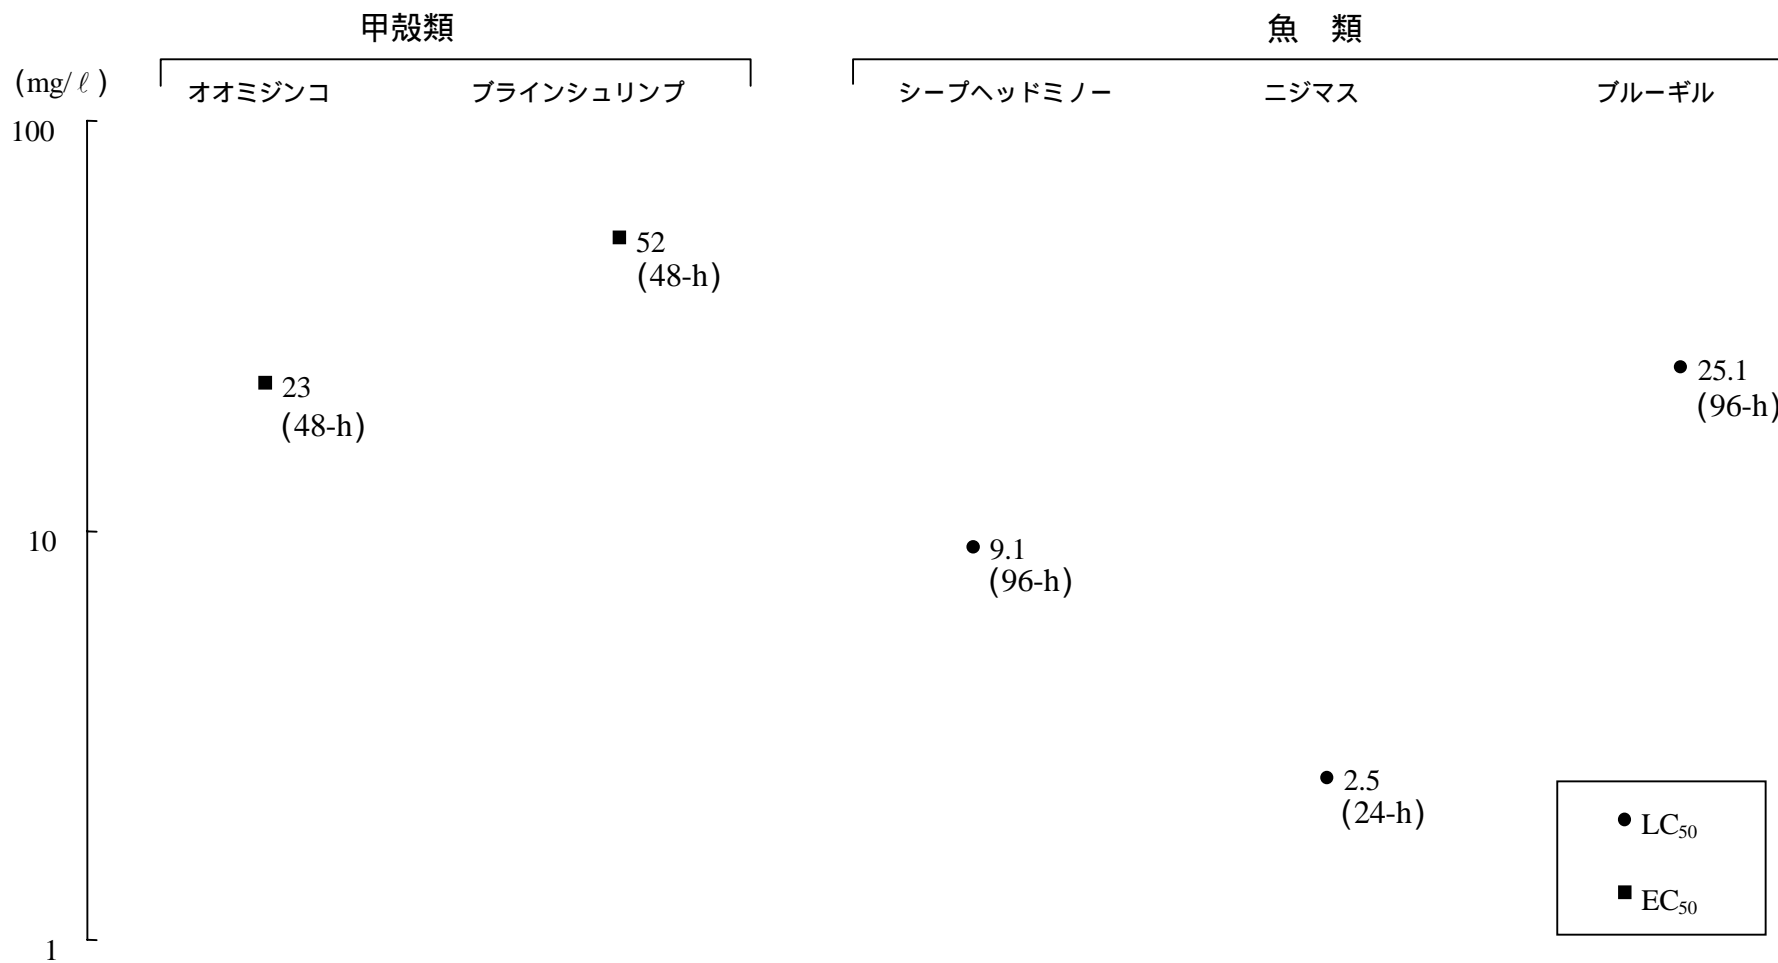 甲殻類
魚 類
(mg/ℓ)
オオミジンコ
ブラインシュリンプ
シープヘッドミノー
ニジマス
ブルーギル
100
52
(48-h)
23
(48-h)
25.1
(96-h)
10
9.1
(96-h)
2.5
(24-h)
● LC₅₀
■ EC₅₀
1